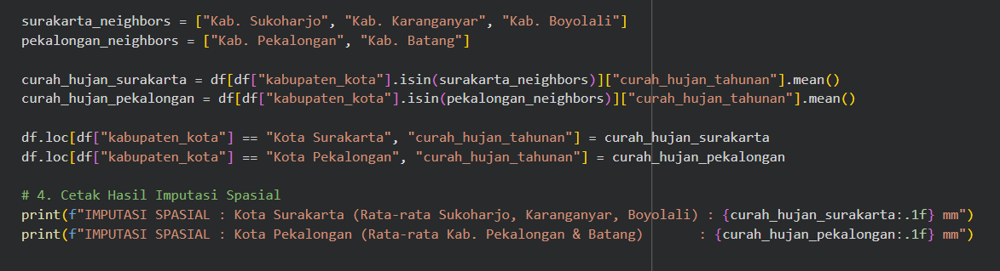 surakarta_neighbors = ["Kab. Sukoharjo", "Kab. Karanganyar", "Kab. Boyolali"]
pekalongan_neighbors = ["Kab. Pekalongan", "Kab. Batang"]
curah_hujan_surakarta = df[df["kabupaten_kota"].isin(surakarta_neighbors)]["curah_hujan_tahunan"].mean()
curah_hujan_pekalongan = df[df["kabupaten_kota"].isin(pekalongan_neighbors)]["curah_hujan_tahunan"].mean()
df.loc[df["kabupaten_kota"] == "Kota Surakarta", "curah_hujan_tahunan"] = curah_hujan_surakarta
df.loc[df["kabupaten_kota"] == "Kota Pekalongan", "curah_hujan_tahunan"] = curah_hujan_pekalongan
# 4. Cetak Hasil Imputasi Spasial
print(f"IMPUTASI SPASIAL : Kota Surakarta (Rata-rata Sukoharjo, Karanganyar, Boyolali) : {curah_hujan_surakarta:.1f} mm")
print(f"IMPUTASI SPASIAL : Kota Pekalongan (Rata-rata Kab. Pekalongan & Batang)       : {curah_hujan_pekalongan:.1f} mm")